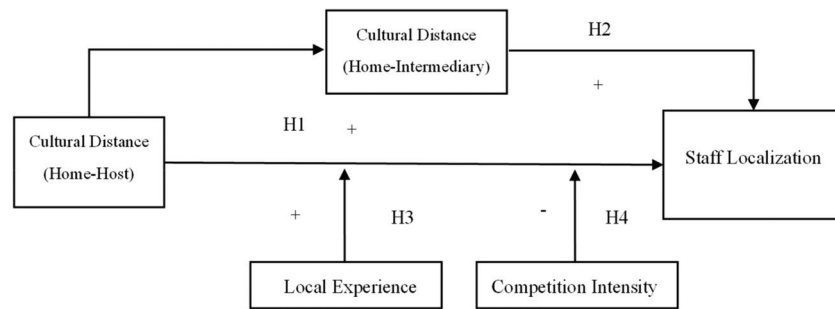 Cultural Distance
(Home-Intermediary)
H2
+
Cultural Distance
(Home-Host)
H1
+
Staff Localization
+
H3
-
H4
Local Experience
Competition Intensity